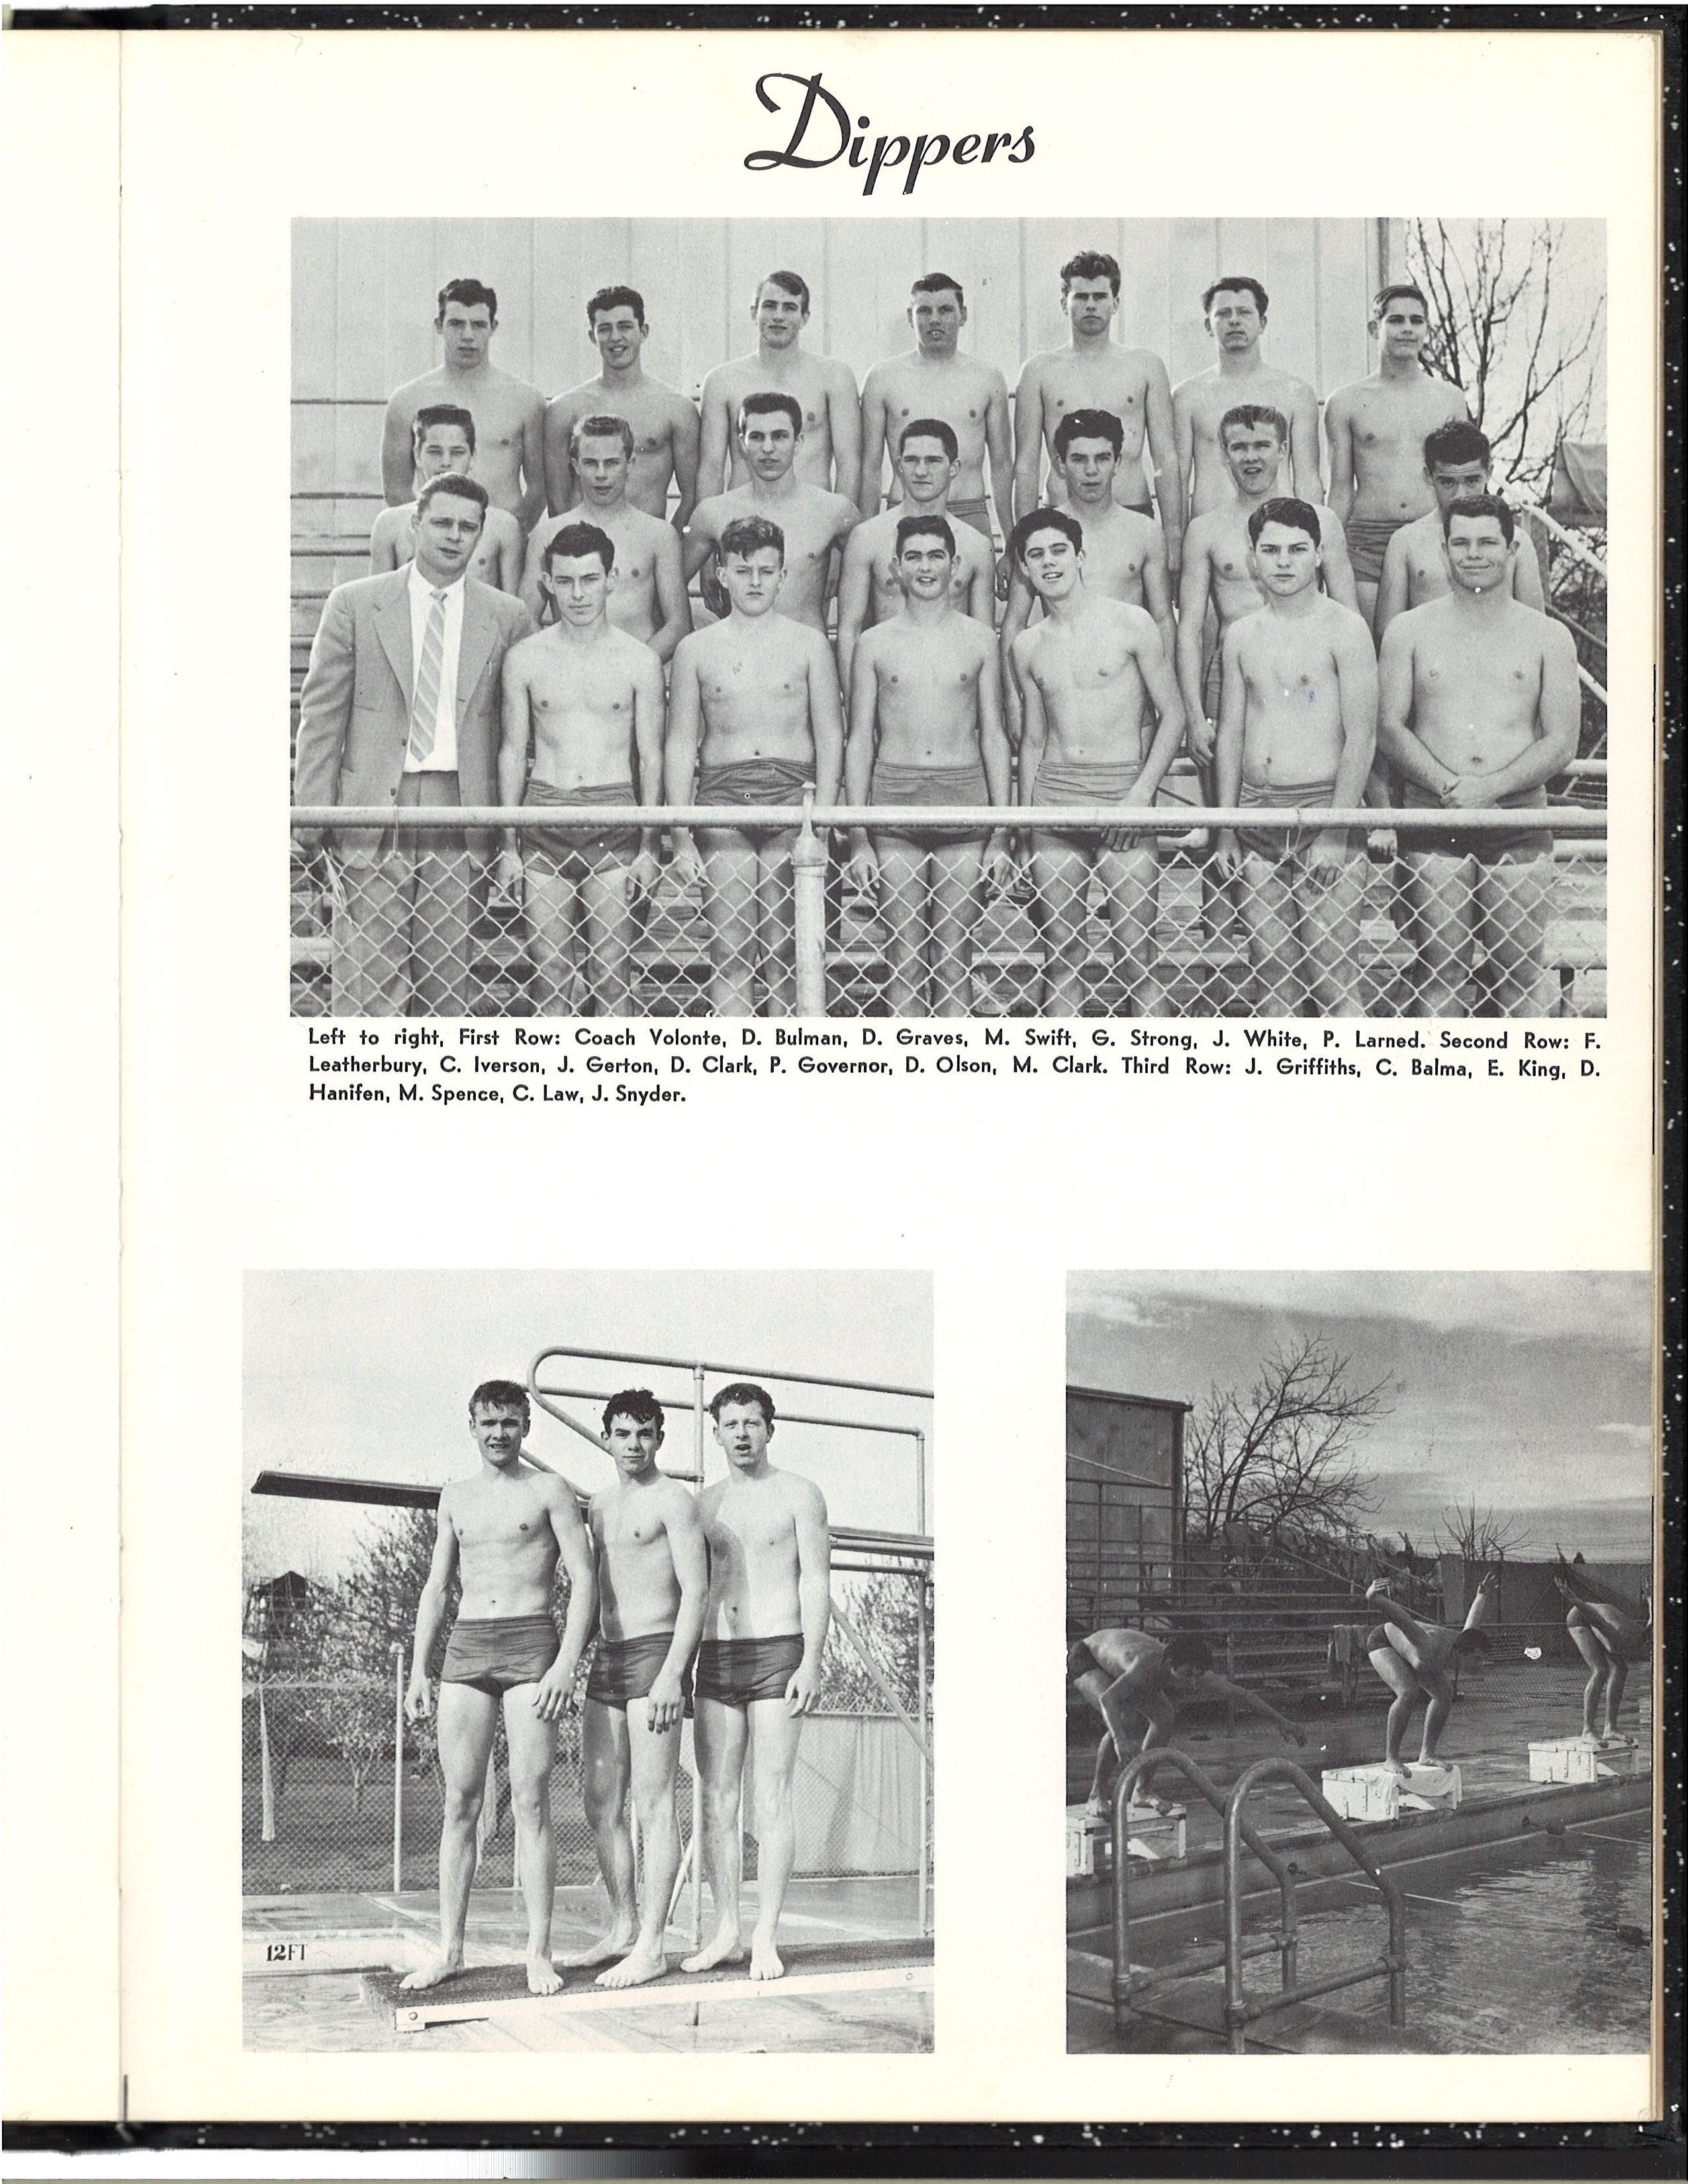 Dippers
Left to right, First Row: Coach Volonte, D. Bulman, D. Graves, M. Swift, G. Strong, J. White, P. Larned. Second Row: F.
Leatherbury, C. Iverson, J. Gerton, D. Clark, P. Governor, D. Olson, M. Clark. Third Row: J. Griffiths, C. Balma, E. King, D.
Hanifen, M. Spence, C. Law, J. Snyder.
12FT